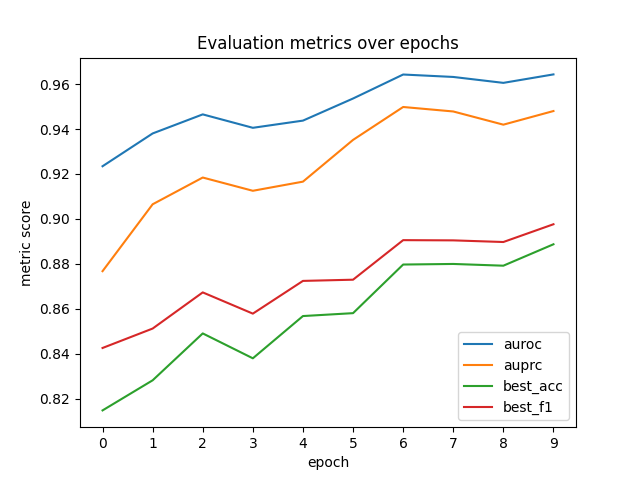 Evaluation metrics over epochs
metric score
0.96
0.94
0.92
0.90
0.88
0.86
0.84
0.82
auroc
auprc
best_acc
best_f1
0 1 2 3 4 5 6 7 8 9
epoch